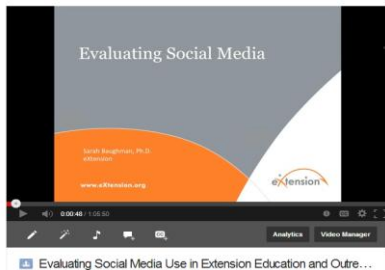 Evaluating Social Media
Sarah Baughman, Ph.D.
eXtension
www.eXtension.org
eXtension
0:00:46 / 1:05:50
Analytics
Video Manager
Evaluating Social Media Use in Extension Education and Outre...